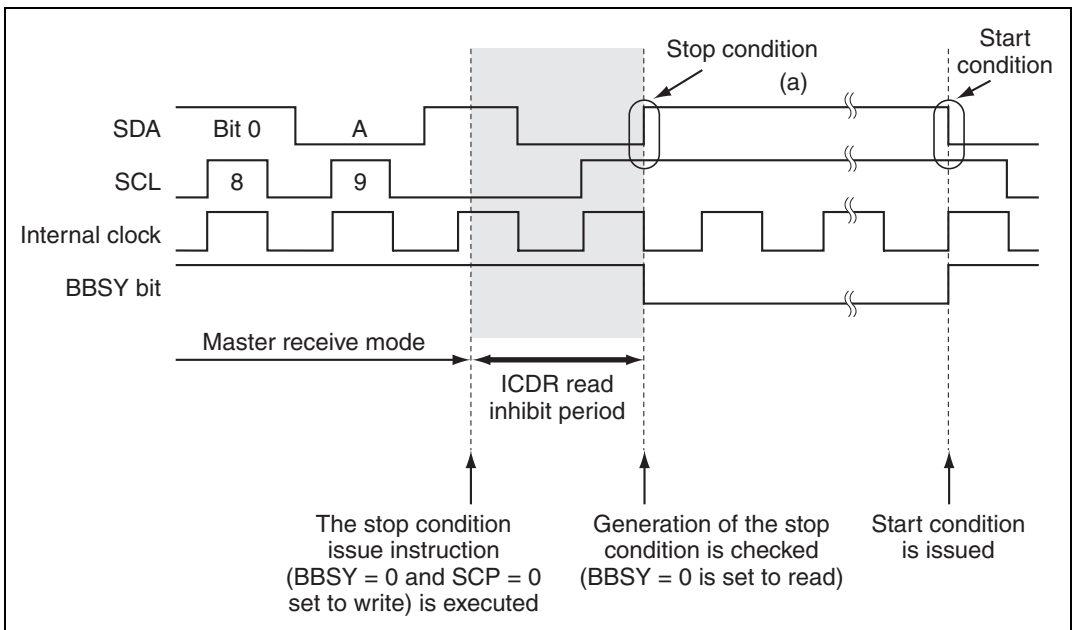 Stop condition
(a)
Start
condition
SDA
Bit 0
A
SCL
8
9
Internal clock
BBSY bit
Master receive mode
ICDR read
inhibit period
The stop condition
issue instruction
(BBSY = 0 and SCP = 0
set to write) is executed
Generation of the stop
condition is checked
(BBSY = 0 is set to read)
Start condition
is issued